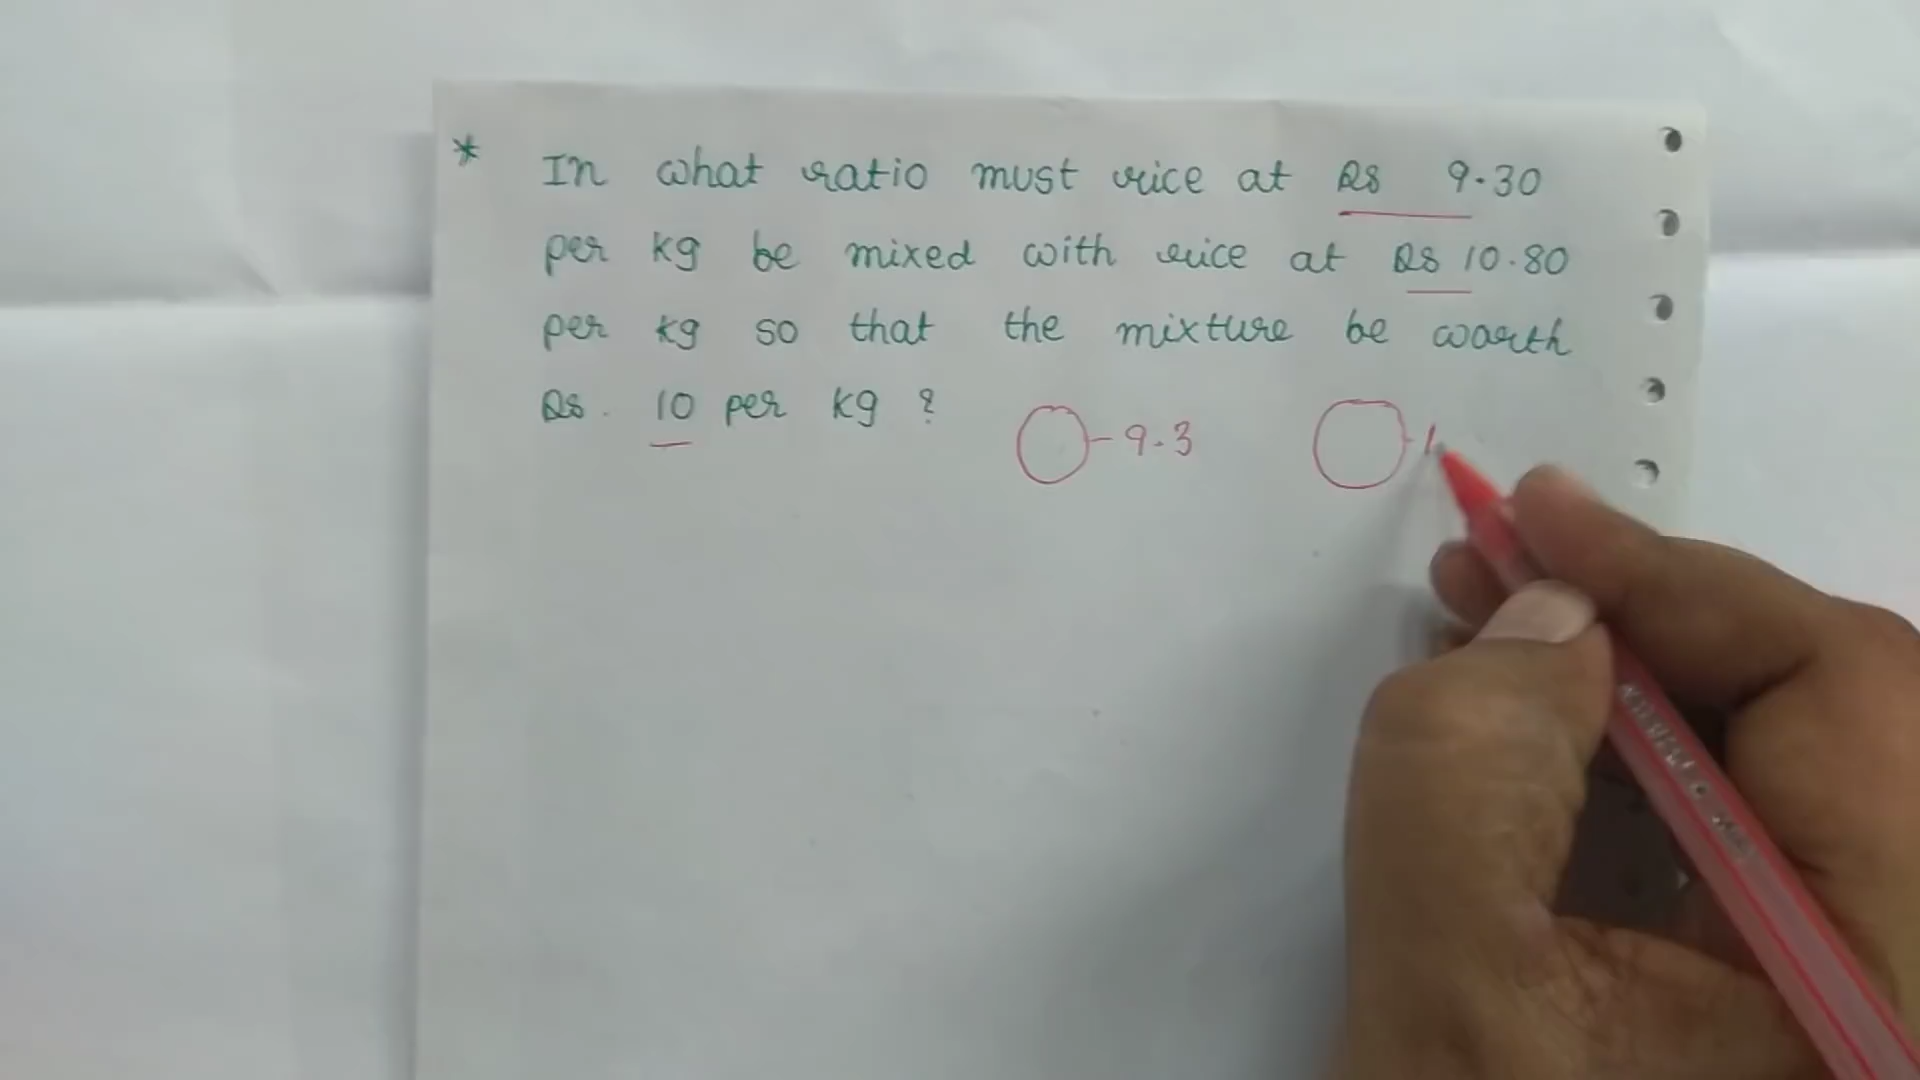 * In what ratio must rice at Rs 9.30
per kg be mixed with rice at Rs 10.80
per kg so that the mixture be worth
Rs. 10 per kg ?
9.3
1